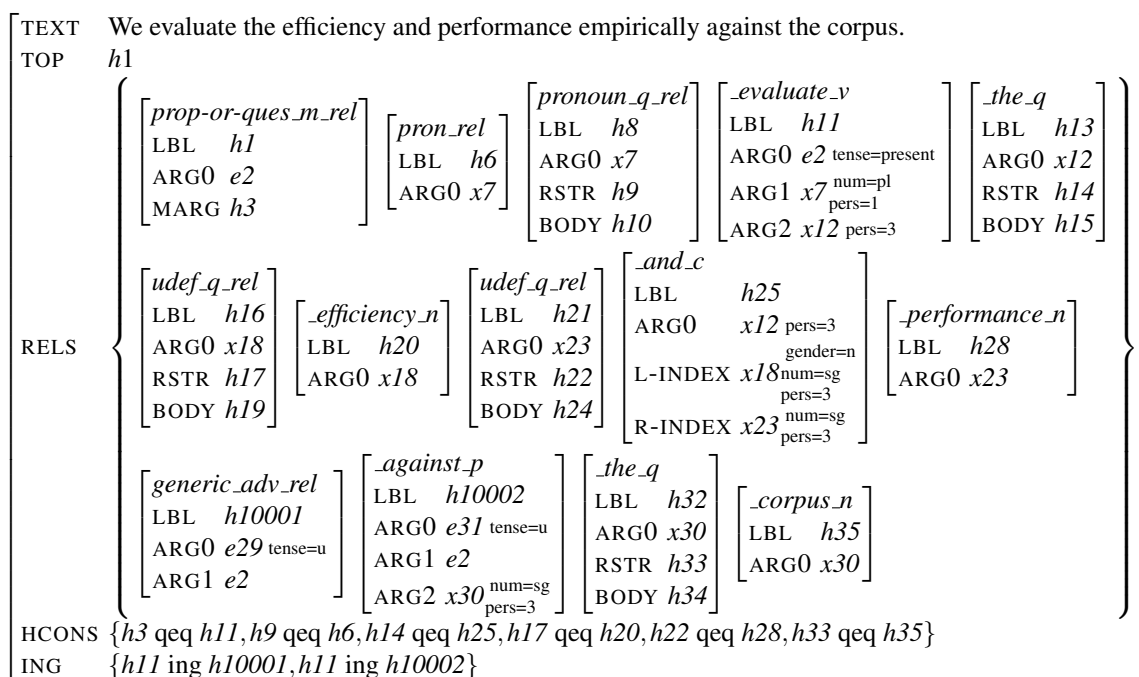 TEXT We evaluate the efficiency and performance empirically against the corpus.
TOP h1
prop-or-ques_m_rel
LBL h1
ARG0 e2
MARG h3
pron_rel
LBL h6
ARG0 x7
pronoun_q_rel
LBL h8
ARG0 x7
RSTR h9
BODY h10
_evaluate_v
LBL h11
ARG0 e2 tense=present
ARG1 x7 num=pl pers=1
ARG2 x12 pers=3
_the_q
LBL h13
ARG0 x12
RSTR h14
BODY h15
RELS
udef_q_rel
LBL h16
ARG0 x18
RSTR h17
BODY h19
_efficiency_n
LBL h20
ARG0 x18
udef_q_rel
LBL h21
ARG0 x23
RSTR h22
BODY h24
_and_c
LBL h25
ARG0 x12 pers=3
L-INDEX x18 gender=n num=sg pers=3
R-INDEX x23 num=sg pers=3
_performance_n
LBL h28
ARG0 x23
generic_adv_rel
LBL h10001
ARG0 e29 tense=u
ARG1 e2
_against_p
LBL h10002
ARG0 e31 tense=u
ARG1 e2
ARG2 x30 num=sg pers=3
_the_q
LBL h32
ARG0 x30
RSTR h33
BODY h34
_corpus_n
LBL h35
ARG0 x30
HCONS {h3 qeq h11,h9 qeq h6,h14 qeq h25,h17 qeq h20,h22 qeq h28,h33 qeq h35}
ING {h11 ing h10001,h11 ing h10002}